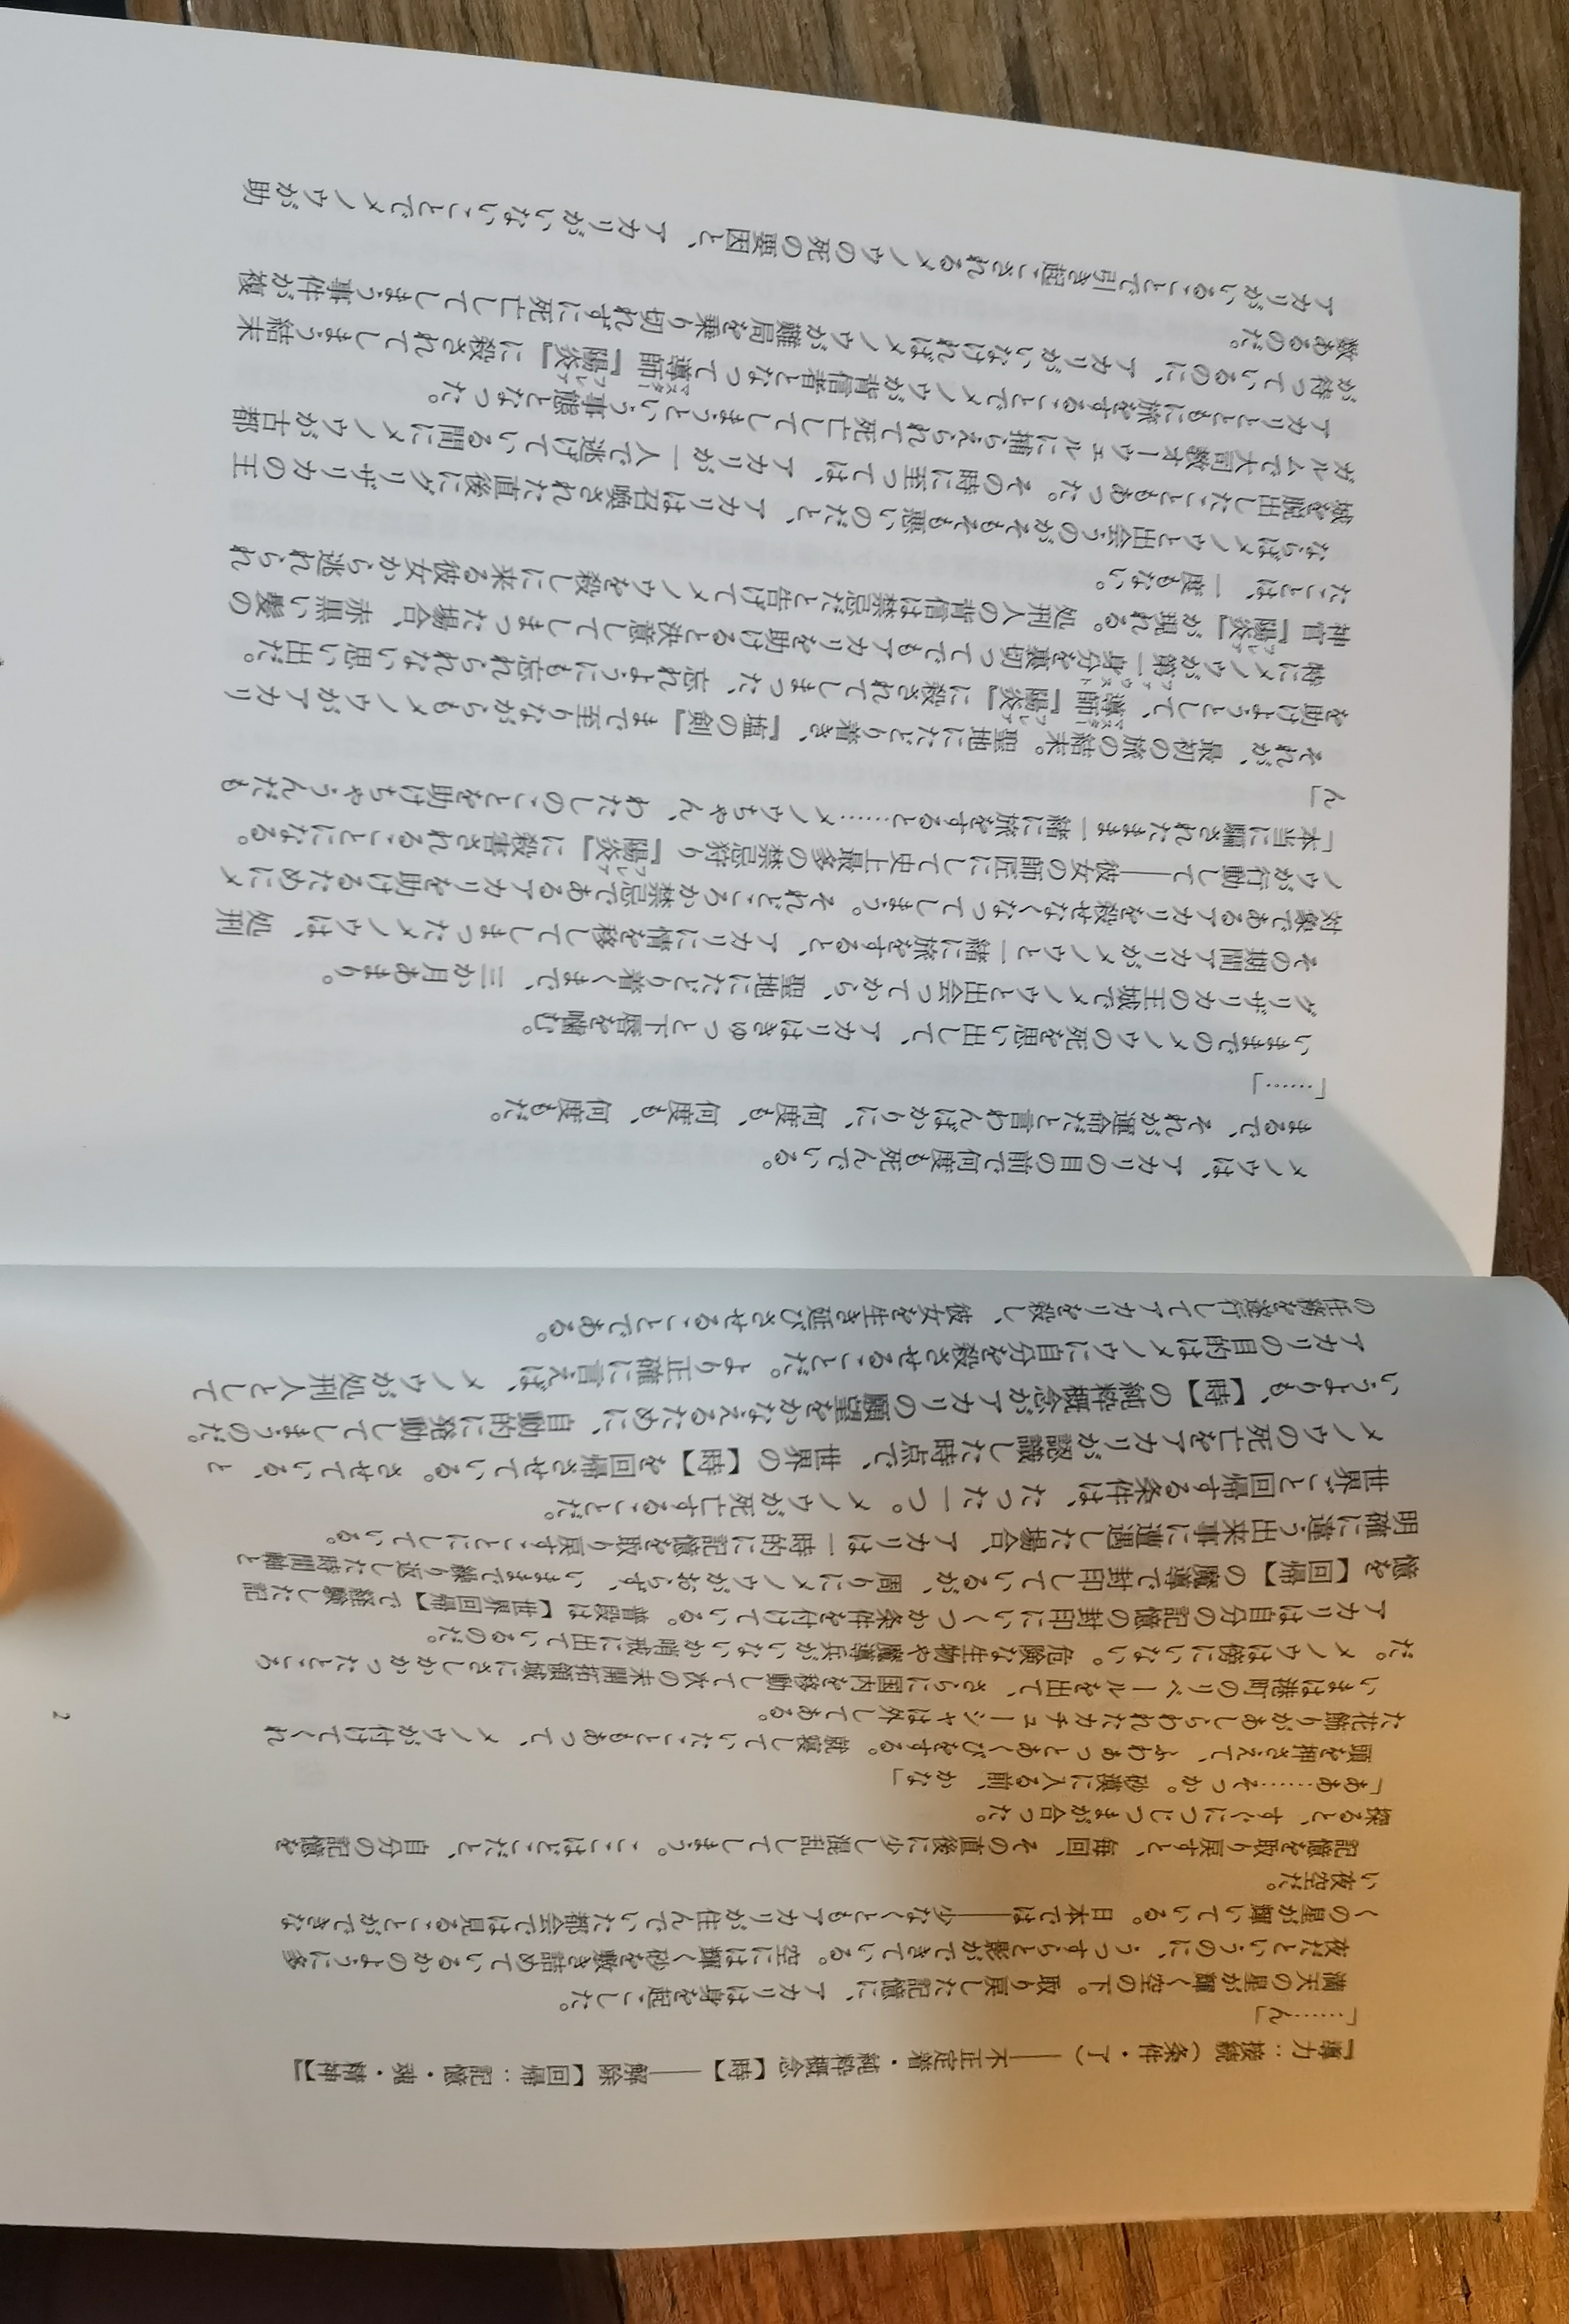 『導力：接続（条件・了）――不正定着・純粋概念【時】――解除【回帰：記憶・魂・精神】』
「……ん」
満天の星が輝く空の下。取り戻した記憶に、アカリは身を起こした。
夜だというのに、うっすらと影ができている。空には輝く砂を敷き詰めているかのように多
くの星が輝いている。日本では――少なくともアカリが住んでいた都会では見ることができな
い夜空だ。
記憶を取り戻すと、毎回、その直後に少し混乱してしまう。ここはどこだと、自分の記憶を
探ると、すぐにつじつまが合った。
「ああ……そっか。砂漠に入る前、かな」
頭を押さえて、ふわぁっとあくびをする。就寝していたこともあって、メノウが付けてくれ
た花飾りがあしらわれたカチューシャは外してある。
いまは港町のリベールを出て、さらに国内を移動して次の未開拓領域にさしかかったところ
だ。メノウは傍にいない。危険な生物や魔導兵がいないか哨戒に出ているのだ。
アカリは自分の記憶の封印にいくつか条件を付けている。普段は【世界回帰】で経験した記
憶を【回帰】の魔導で封印しているが、周りにメノウがおらず、いままで繰り返した時間軸と
明確に違う出来事に遭遇した場合、アカリは一時的に記憶を取り戻すことにしている。
世界ごと回帰する条件は、たった一つ。メノウが死亡することだ。
メノウの死亡をアカリが認識した時点で、世界の【時】を回帰させている。させている、と
いうよりも、【時】の純粋概念がアカリの願望をかなえるために、自動的に発動してしまうのだ。
アカリの目的はメノウに自分を殺させることだ。より正確に言えば、メノウが処刑人として
の任務を遂行してアカリを殺し、彼女を生き延びさせることである。
2
メノウは、アカリの目の前で何度も死んでいる。
まるで、それが運命だと言わんばかりに、何度も、何度も、何度もだ。
「……」
いままでのメノウの死を思い出して、アカリはきゅっと下唇を噛む。
グリザリカの王城でメノウと出会ってから、聖地にたどり着くまで、三か月あまり。
その期間アカリがメノウと一緒に旅をすると、アカリに情を移してしまったメノウは、処刑
対象であるアカリを殺せなくなってしまう。それどころか禁忌であるアカリを助けるためにメ
ノウが行動して――彼女の師匠にして史上最多の禁忌狩り『陽炎』に殺害されることになる。
「本当に騙されたまま一緒に旅をすると……メノウちゃん、わたしのことを助けちゃうんだも
ん」
それが、最初の旅の結末。聖地にたどり着き、『塩の剣』まで至りながらもメノウがアカリ
を助けようとして、導師『陽炎』に殺されてしまった、忘れようにも忘れられない思い出だ。
特にメノウが第一身分を裏切ってでもアカリを助けると決意してしまった場合、赤黒い髪の
神官『陽炎』が現れる。処刑人の背信は禁忌だと告げてメノウを殺しに来る彼女から逃れられ
たことは、一度もない。
ならばメノウと出会うのがそもそも悪いのだと、アカリは召喚された直後にグリザリカの王
城を脱出したこともあった。その時に至っては、アカリが一人で逃げている間にメノウが古都
ガルムで大司教オーウェルに捕らえられて死亡してしまうという事態となった。
アカリとともに旅をすることでメノウが背信者となって導師『陽炎』に殺されてしまう結末
が待っているのに、アカリがいなければメノウが難局を乗り切れずに死亡してしまう事件が複
数あるのだ。
アカリがいることで引き起こされるメノウの死の要因と、アカリがいないことでメノウが助